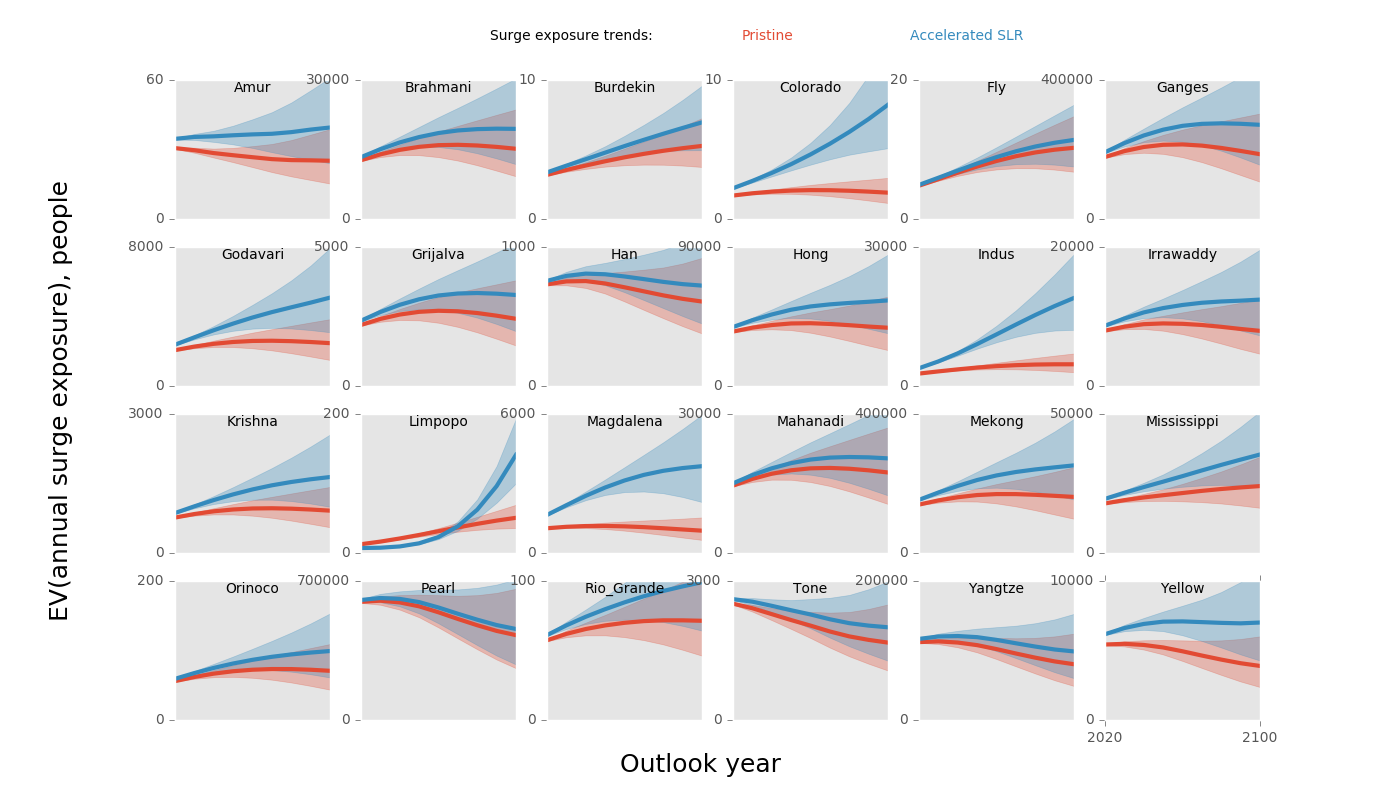 Surge exposure trends: Pristine Accelerated SLR
60 30000 10 10 20 400000
Amur Brahmani Burdekin Colorado Fly Ganges
0 0 0 0 0 0
8000 5000 1000 90000 30000 20000
Godavari Grijalva Han Hong Indus Irrawaddy
0 0 0 0 0 0
3000 200 6000 30000 400000 50000
Krishna Limpopo Magdalena Mahanadi Mekong Mississippi
0 0 0 0 0 0
200 700000 100 3000 200000 10000
Orinoco Pearl Rio_Grande Tone Yangtze Yellow
0 0 0 0 0 0
2020 2100
EV(annual surge exposure), people
Outlook year